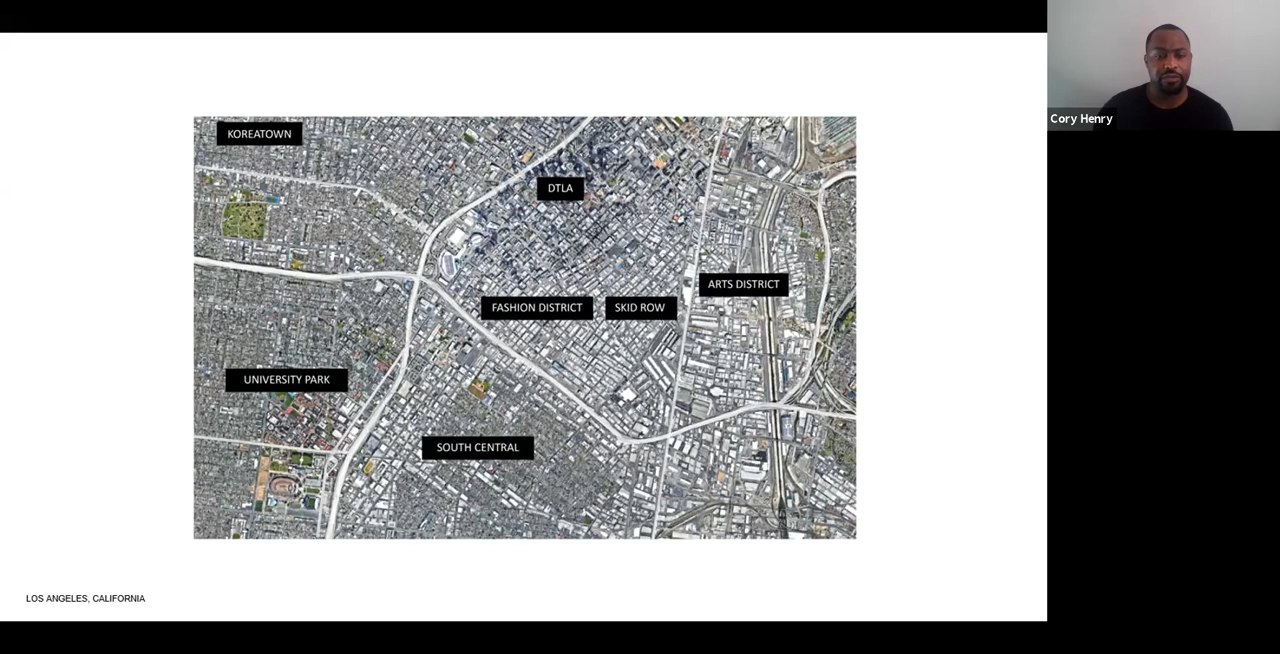 KOREATOWN
DTLA
ARTS DISTRICT
FASHION DISTRICT
SKID ROW
UNIVERSITY PARK
SOUTH CENTRAL
LOS ANGELES, CALIFORNIA
Cory Henry